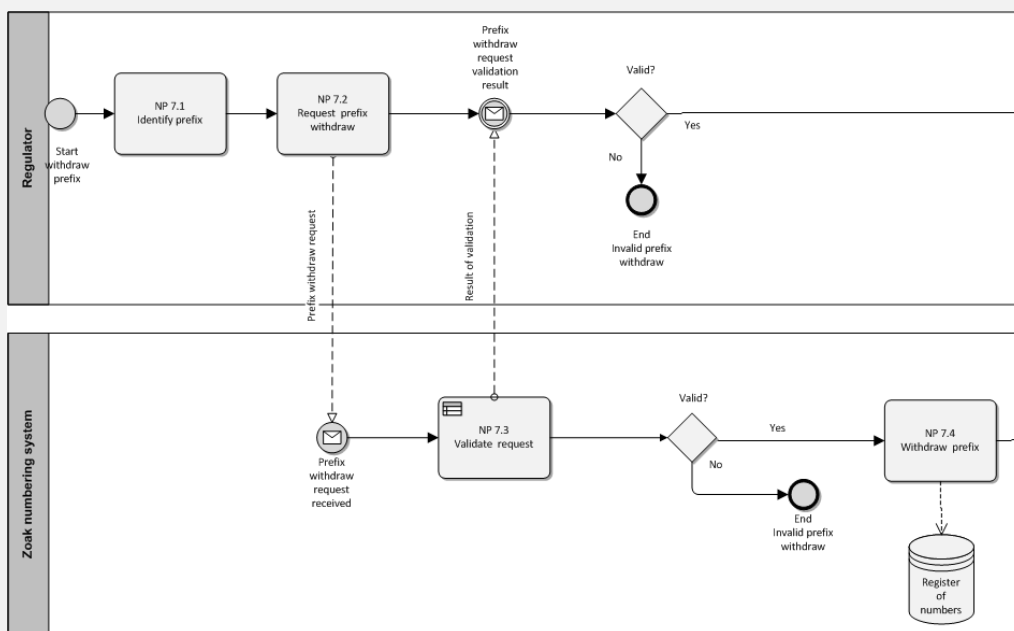 Regulator
Start
withdraw
prefix
NP 7.1
Identify prefix
NP 7.2
Request prefix
withdraw
Prefix
withdraw
request
validation
result
Valid?
Yes
No
End
Invalid prefix
withdraw
Prefix withdraw request
Result of validation
Zoak numbering system
Prefix
withdraw
request
received
NP 7.3
Validate request
Valid?
Yes
No
End
Invalid prefix
withdraw
NP 7.4
Withdraw prefix
Register
of
numbers